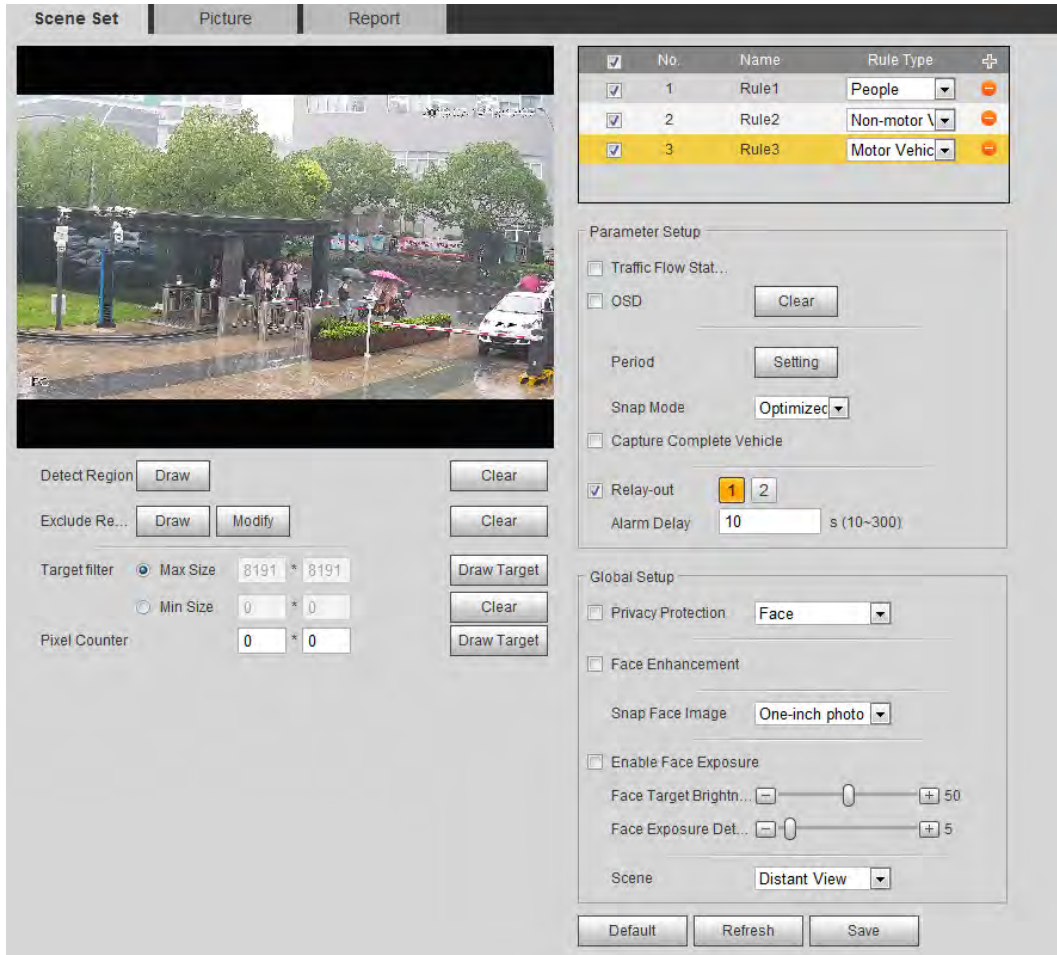 Scene Set Picture Report
No. Name Rule Type
1 Rule1 People
2 Rule2 Non-motor V
3 Rule3 Motor Vehic
Parameter Setup
Traffic Flow Stat...
OSD Clear
Period Setting
Snap Mode Optimized
Capture Complete Vehicle
Relay-out 1 2
Alarm Delay 10 s (10~300)
Detect Region Draw Clear
Exclude Re... Draw Modify Clear
Target filter Max Size 8191 * 8191 Draw Target
Min Size 0 * 0 Clear
Pixel Counter 0 * 0 Draw Target
Global Setup
Privacy Protection Face
Face Enhancement
Snap Face Image One-inch photo
Enable Face Exposure
Face Target Brightn... 50
Face Exposure Det... 5
Scene Distant View
Default Refresh Save